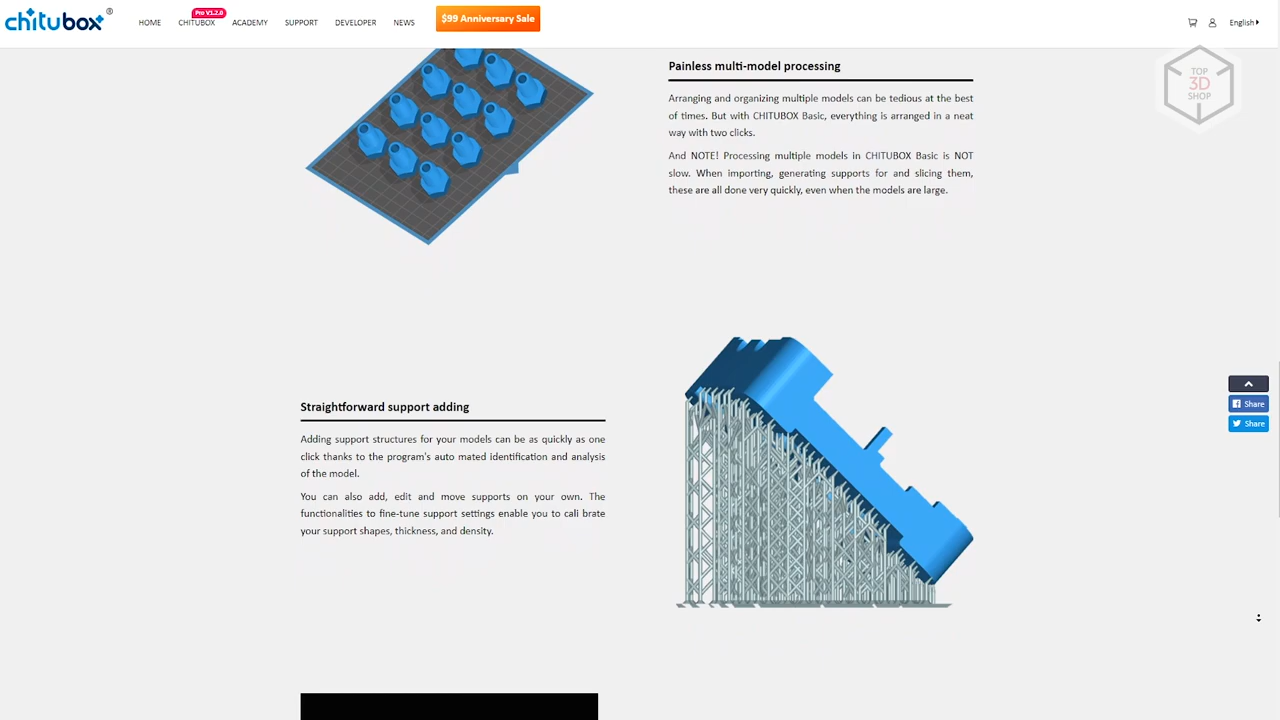 chitubox®
HOME
Pro V1.2.0
CHITUBOX
ACADEMY
SUPPORT
DEVELOPER
NEWS
$99 Anniversary Sale
English
TOP
3D
SHOP
Painless multi-model processing
Arranging and organizing multiple models can be tedious at the best
of times. But with CHITUBOX Basic, everything is arranged in a neat
way with two clicks.
And NOTE! Processing multiple models in CHITUBOX Basic is NOT
slow. When importing, generating supports for and slicing them,
these are all done very quickly, even when the models are large.
Straightforward support adding
Adding support structures for your models can be as quickly as one
click thanks to the program's auto mated identification and analysis
of the model.
You can also add, edit and move supports on your own. The
functionalities to fine-tune support settings enable you to cali brate
your support shapes, thickness, and density.
Share
Share